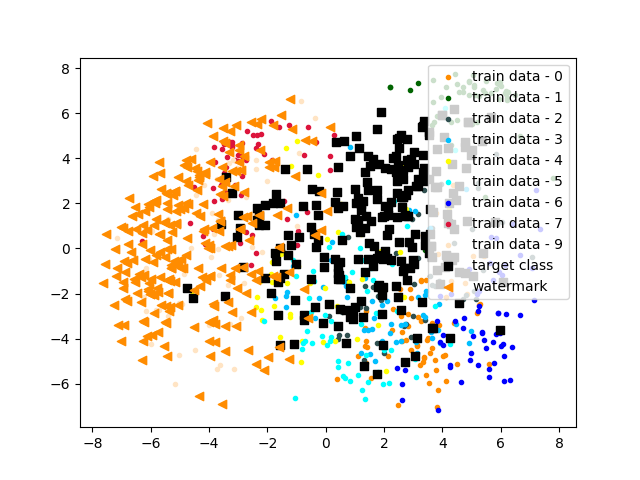 8
6
4
2
0
−2
−4
−6
−8
−6
−4
−2
0
2
4
6
8
train data - 0
train data - 1
train data - 2
train data - 3
train data - 4
train data - 5
train data - 6
train data - 7
train data - 9
target class
watermark